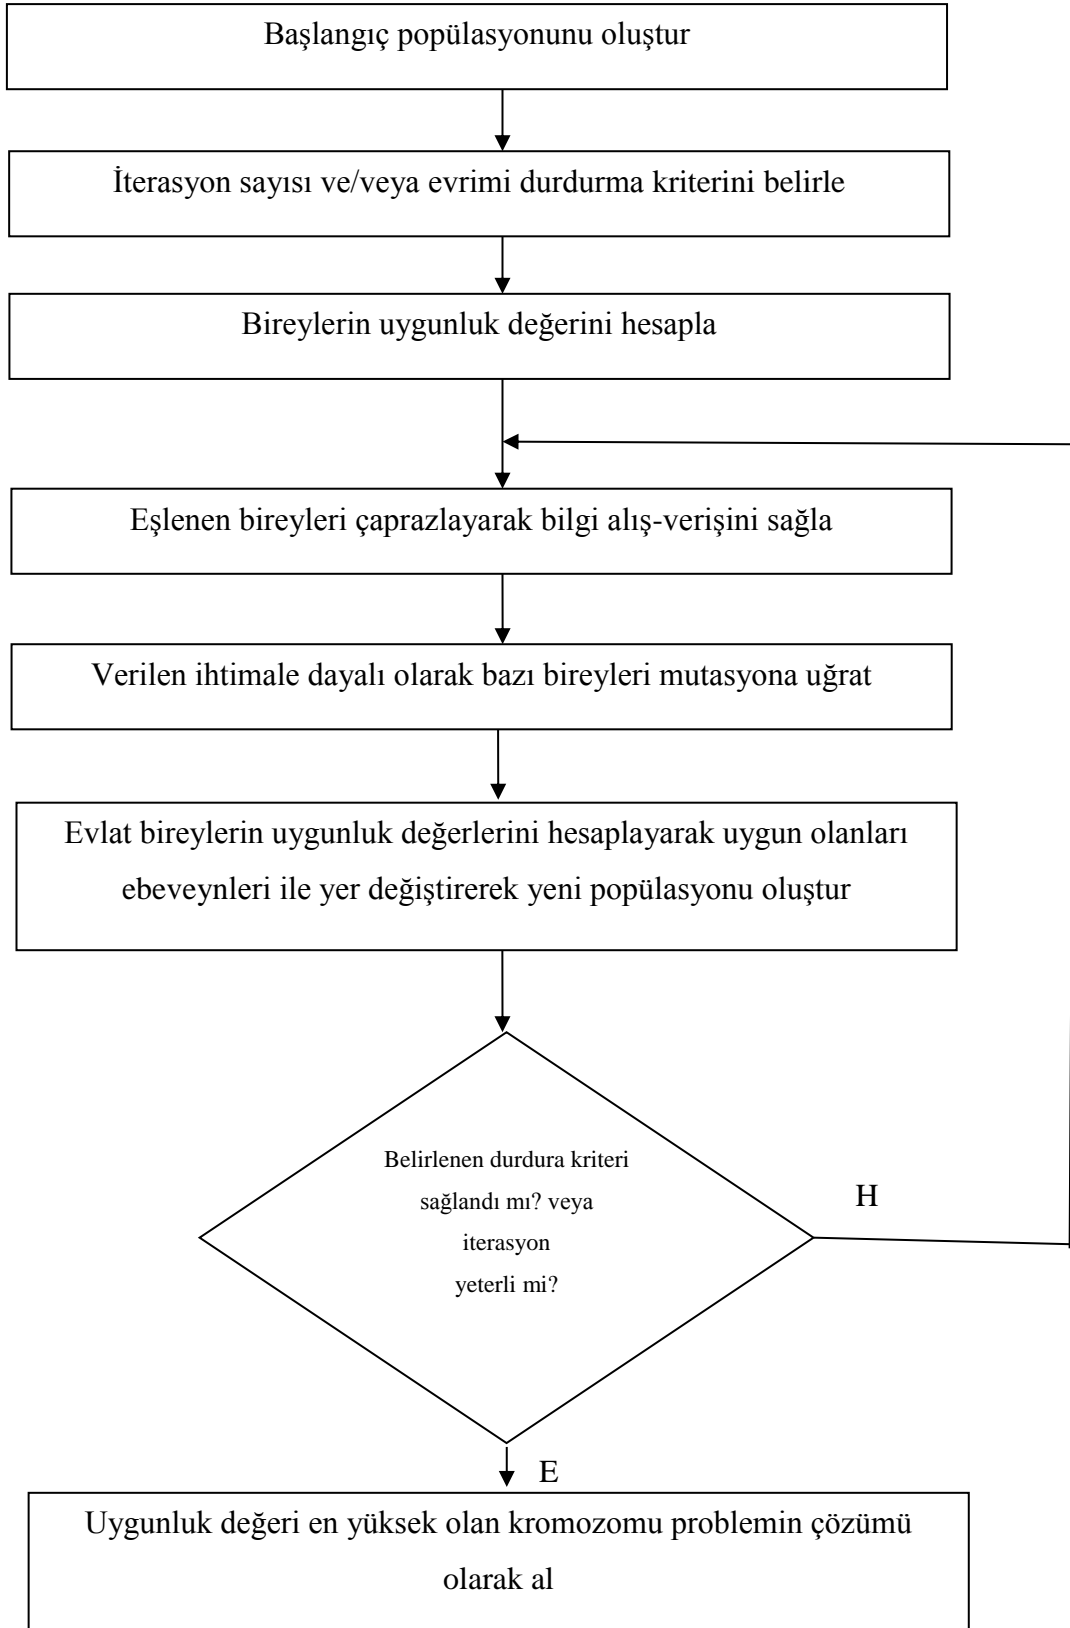 Başlangıç popülasyonunu oluştur
İterasyon sayısı ve/veya evrimi durdurma kriterini belirle
Bireylerin uygunluk değerini hesapla
Eşlenen bireyleri çaprazlayarak bilgi alış-verişini sağla
Verilen ihtimale dayalı olarak bazı bireyleri mutasyona uğrat
Evlat bireylerin uygunluk değerlerini hesaplayarak uygun olanları
ebeveynleri ile yer değiştirerek yeni popülasyonu oluştur
Belirlenen durdura kriteri
sağlandı mı? veya
iterasyon
yeterli mi?
H
E
Uygunluk değeri en yüksek olan kromozomu problemin çözümü
olarak al